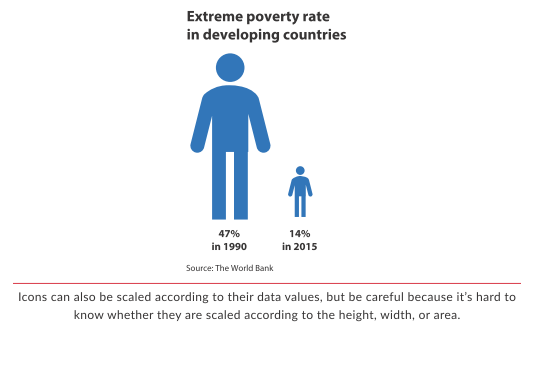 Extreme poverty rate
in developing countries
47%
in 1990
14%
in 2015
Source: The World Bank
Icons can also be scaled according to their data values, but be careful because it’s hard to
know whether they are scaled according to the height, width, or area.